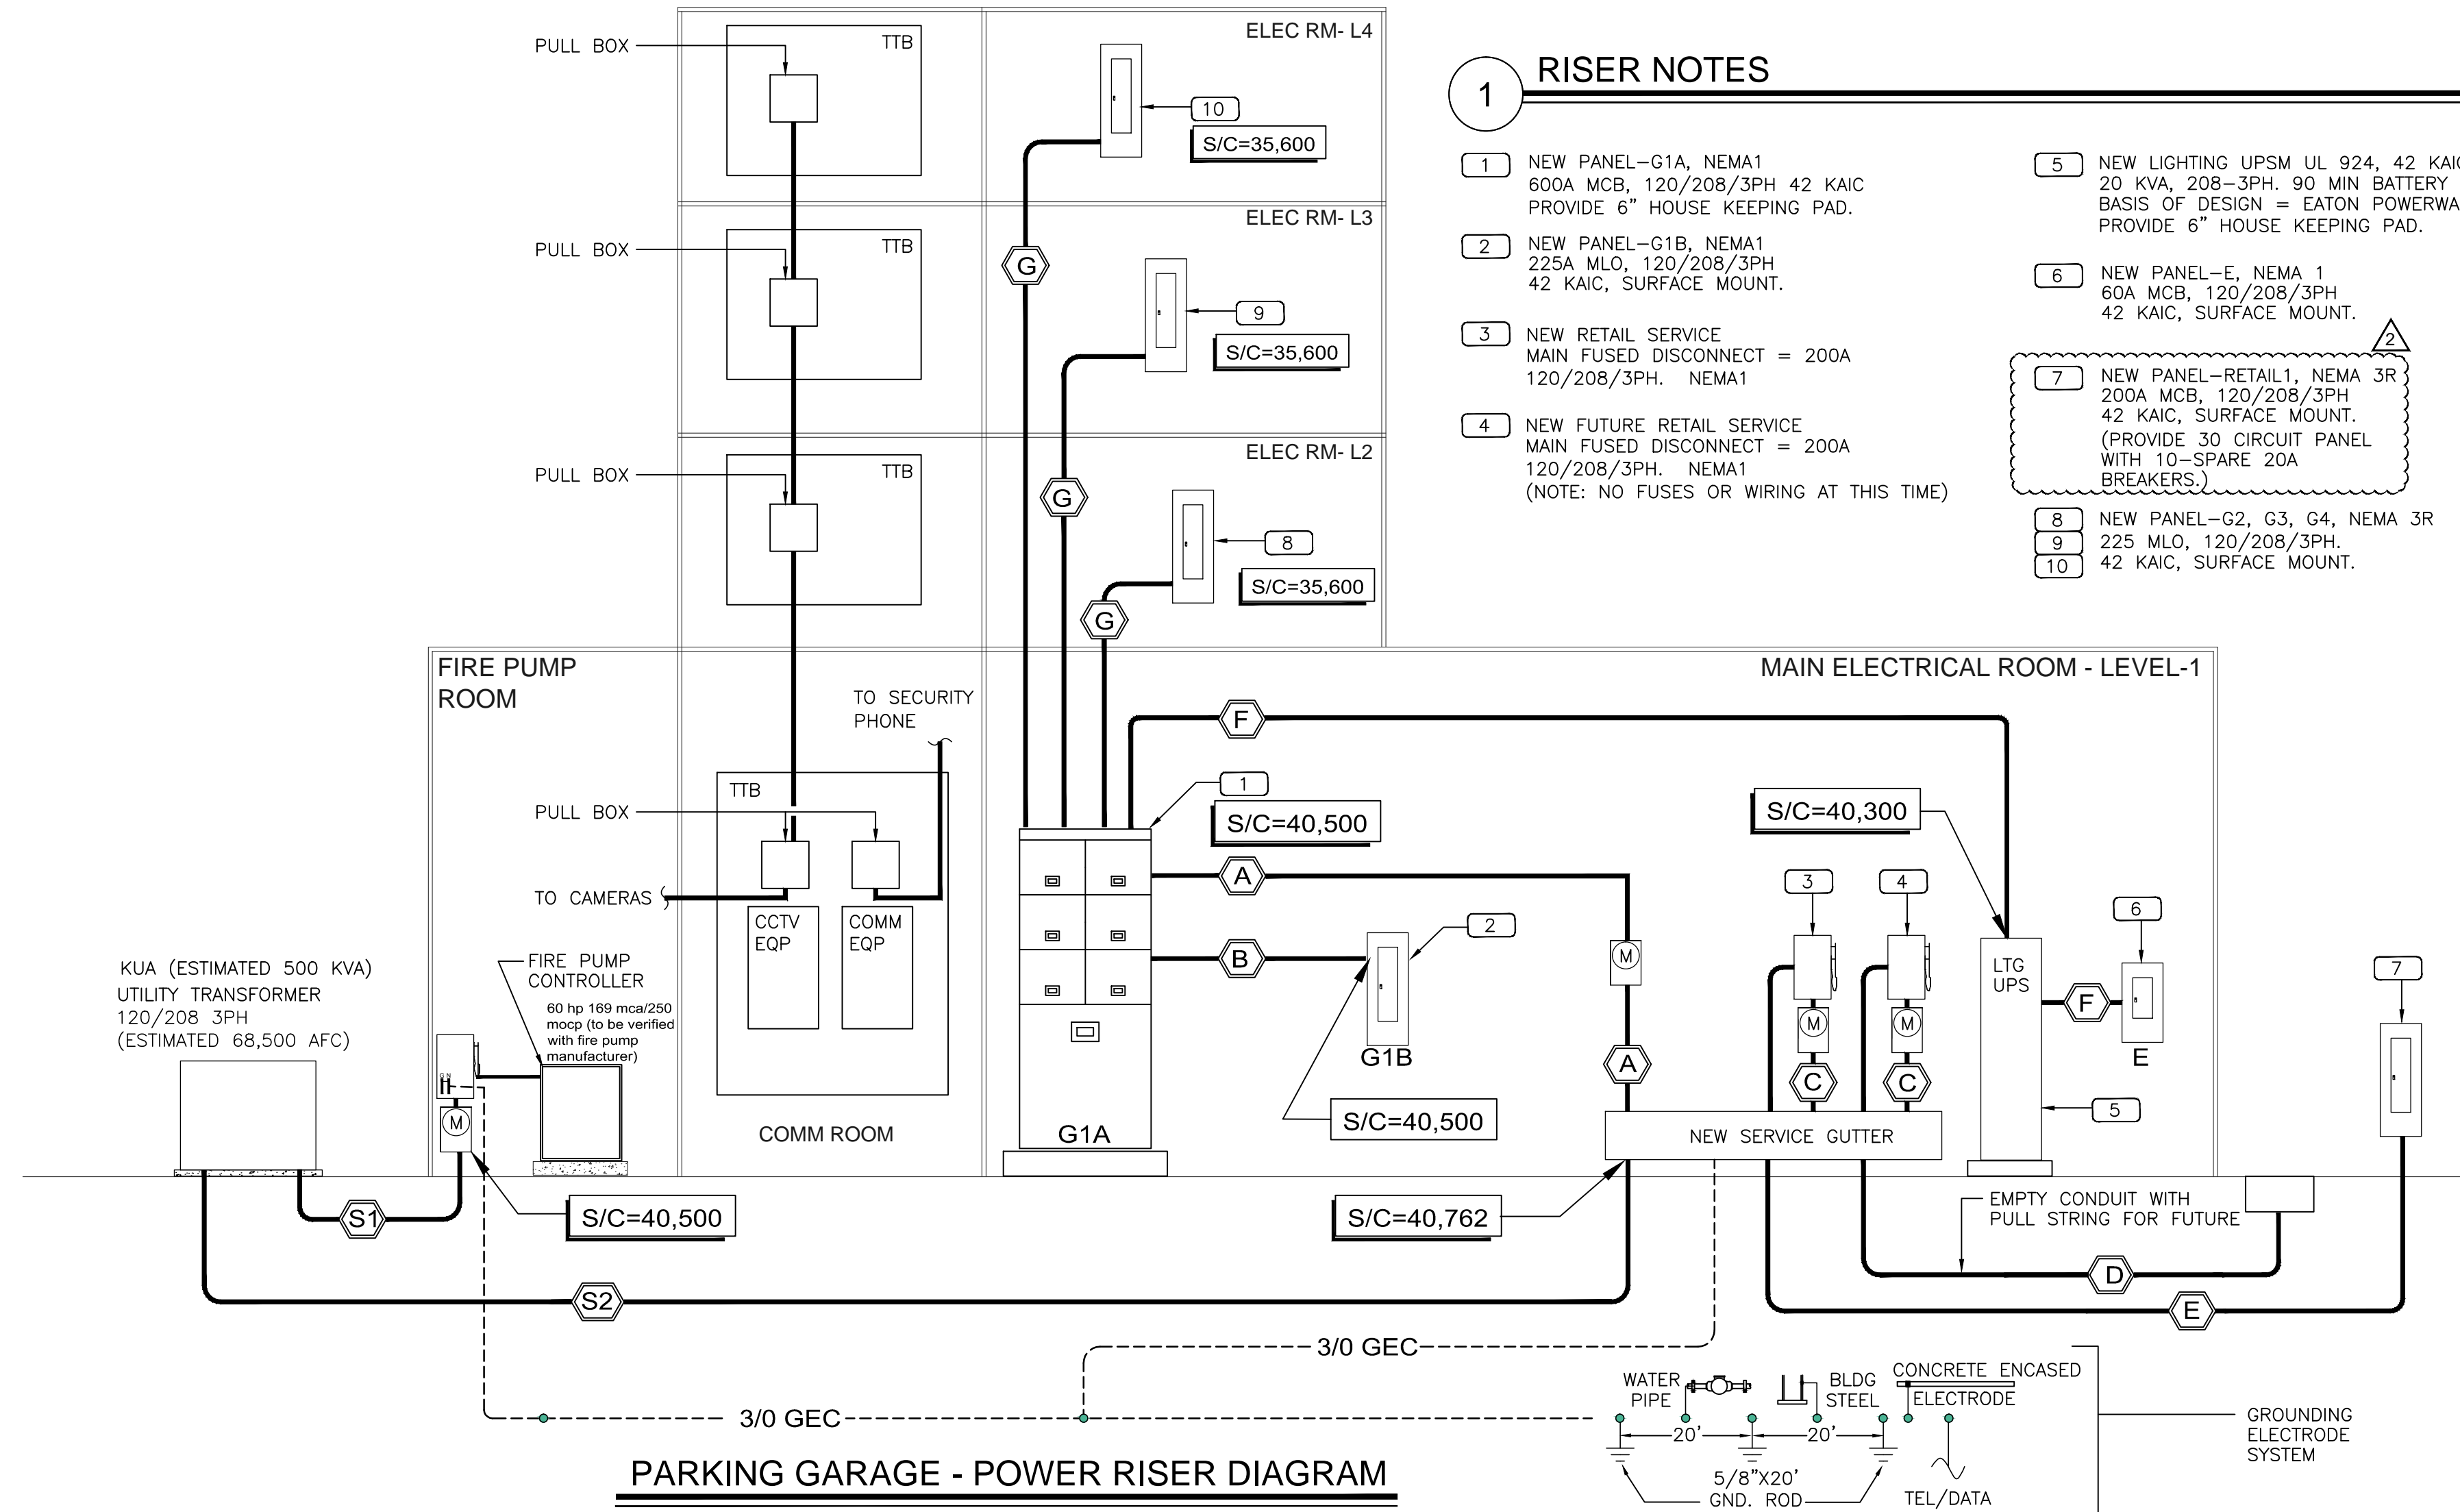 PULL BOX
TTB
ELEC RM- L4
10
S/C=35,600
PULL BOX
TTB
ELEC RM- L3
G
9
S/C=35,600
PULL BOX
TTB
ELEC RM- L2
G
8
S/C=35,600
G
1
RISER NOTES
1
NEW PANEL-G1A, NEMA1
600A MCB, 120/208/3PH 42 KAIC
PROVIDE 6" HOUSE KEEPING PAD.
2
NEW PANEL-G1B, NEMA1
225A MLO, 120/208/3PH
42 KAIC, SURFACE MOUNT.
3
NEW RETAIL SERVICE
MAIN FUSED DISCONNECT = 200A
120/208/3PH. NEMA1
4
NEW FUTURE RETAIL SERVICE
MAIN FUSED DISCONNECT = 200A
120/208/3PH. NEMA1
(NOTE: NO FUSES OR WIRING AT THIS TIME)
5
NEW LIGHTING UPSM UL 924, 42 KAIC
20 KVA, 208-3PH. 90 MIN BATTERY
BASIS OF DESIGN = EATON POWERWA
PROVIDE 6" HOUSE KEEPING PAD.
6
NEW PANEL-E, NEMA 1
60A MCB, 120/208/3PH
42 KAIC, SURFACE MOUNT.
2
7
NEW PANEL-RETAIL1, NEMA 3R
200A MCB, 120/208/3PH
42 KAIC, SURFACE MOUNT.
(PROVIDE 30 CIRCUIT PANEL
WITH 10-SPARE 20A
BREAKERS.)
8
9
10
NEW PANEL-G2, G3, G4, NEMA 3R
225 MLO, 120/208/3PH.
42 KAIC, SURFACE MOUNT.
FIRE PUMP
ROOM
MAIN ELECTRICAL ROOM - LEVEL-1
TO SECURITY
PHONE
F
TTB
PULL BOX
1
S/C=40,500
S/C=40,300
A
TO CAMERAS
CCTV
EQP
COMM
EQP
B
2
G1B
S/C=40,500
M
A
3
4
M
M
C
C
LTG
UPS
F
6
E
5
7
KUA (ESTIMATED 500 KVA)
UTILITY TRANSFORMER
120/208 3PH
(ESTIMATED 68,500 AFC)
FIRE PUMP
CONTROLLER
60 hp 169 mca/250
mocp (to be verified
with fire pump
manufacturer)
G N
M
COMM ROOM
G1A
NEW SERVICE GUTTER
S1
S/C=40,500
S/C=40,762
EMPTY CONDUIT WITH
PULL STRING FOR FUTURE
D
S2
E
3/0 GEC
3/0 GEC
WATER
PIPE
BLDG
STEEL
CONCRETE ENCASED
ELECTRODE
20'
20'
5/8"X20'
GND. ROD
TEL/DATA
GROUNDING
ELECTRODE
SYSTEM
PARKING GARAGE - POWER RISER DIAGRAM